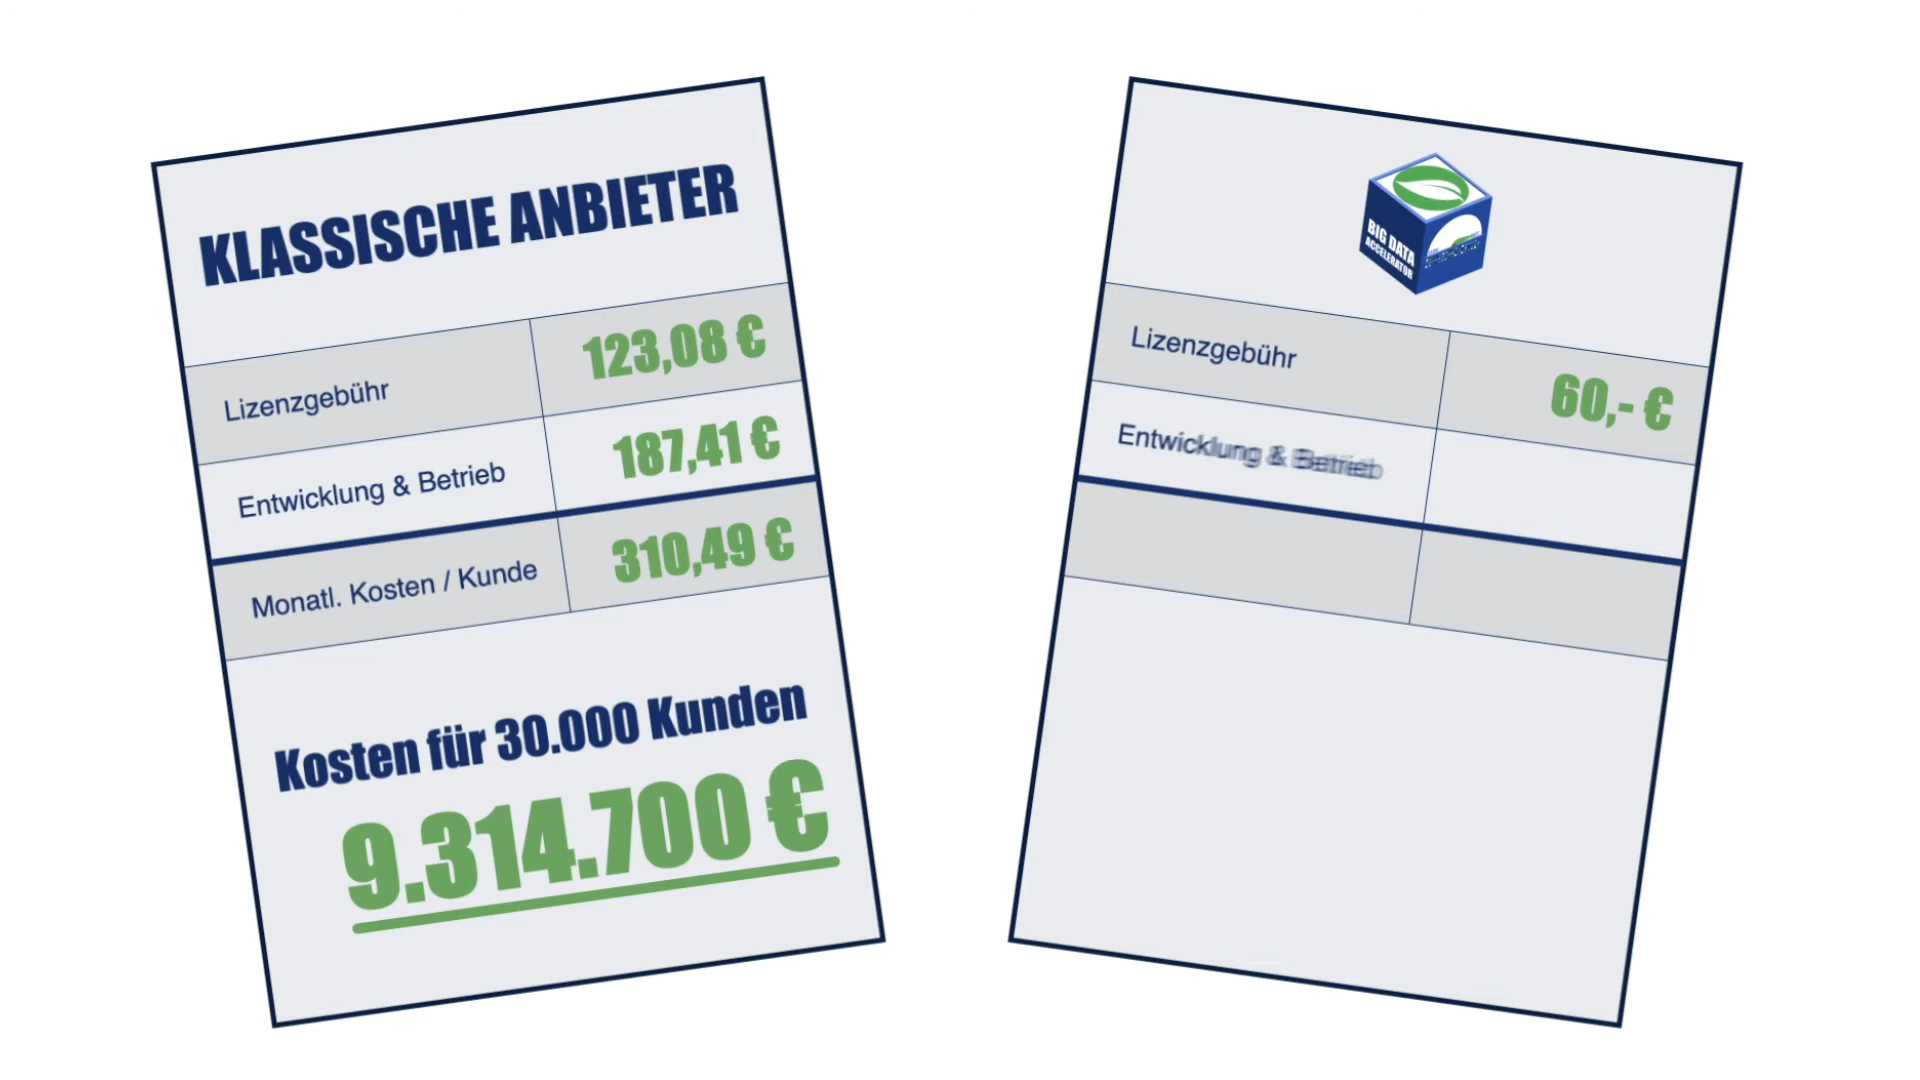 KLASSISCHE ANBIETER
Lizenzgebühr 123,08 €
Entwicklung & Betrieb 187,41 €
Monatl. Kosten / Kunde 310,49 €
Kosten für 30.000 Kunden
9.314.700 €
BIG DATA
ACCELERATOR
Lizenzgebühr 60,- €
Entwicklung & Betrieb